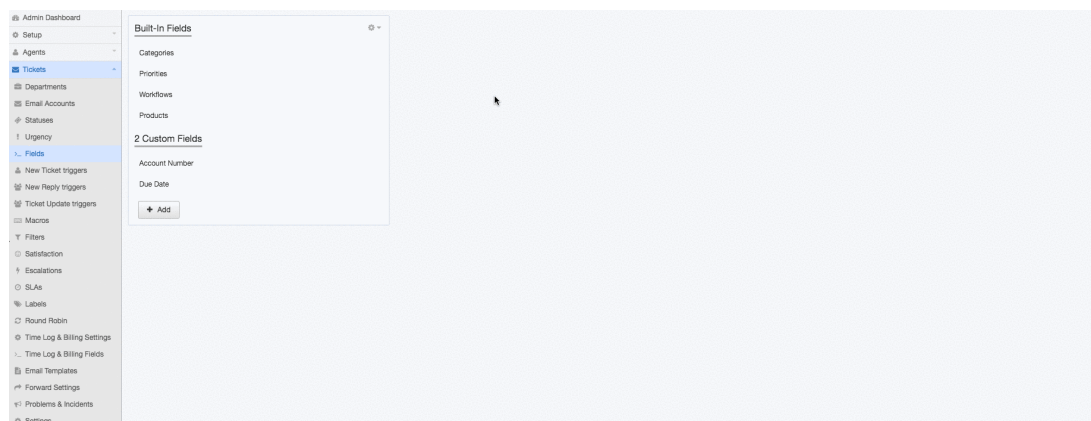 Admin Dashboard
Setup
Agents
Tickets
Departments
Email Accounts
Statuses
Urgency
Fields
New Ticket triggers
New Reply triggers
Ticket Update triggers
Macros
Filters
Satisfaction
Escalations
SLAs
Labels
Round Robin
Time Log & Billing Settings
Time Log & Billing Fields
Email Templates
Forward Settings
Problems & Incidents
Settings
Built-In Fields
Categories
Priorities
Workflows
Products
2 Custom Fields
Account Number
Due Date
+ Add